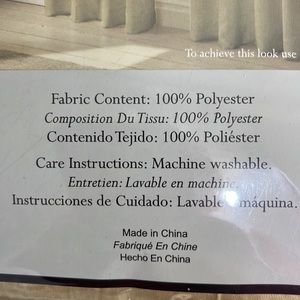 To achieve this look use
Fabric Content: 100% Polyester
Composition Du Tissu: 100% Polyester
Contenido Tejido: 100% Poliéster
Care Instructions: Machine washable.
Entretien: Lavable en machine.
Instrucciones de Cuidado: Lavable máquina.
Made in China
Fabriqué En Chine
Hecho En China